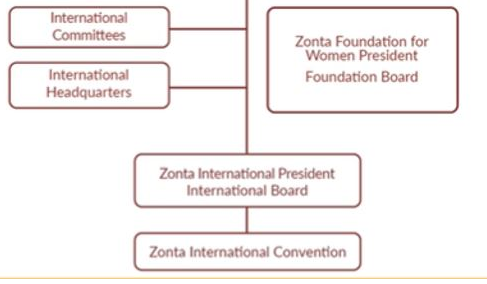 International
Committees
International
Headquarters
Zonta Foundation for
Women President
Foundation Board
Zonta International President
International Board
Zonta International Convention